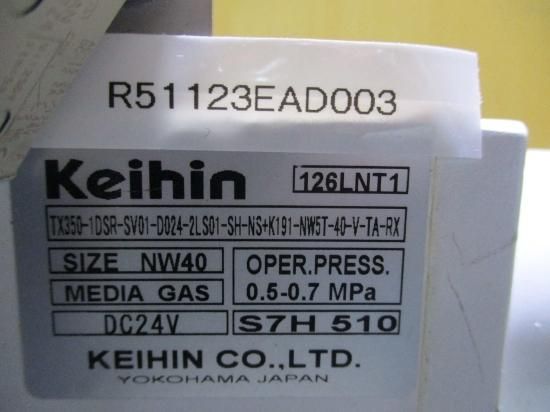 R51123EAD003
Keihin 126LNT1
TX350-1DSR-SV01-D024-2LS01-SH-NS+K191-NW5T-40-V-TA-RX
SIZE NW40 OPER.PRESS.
MEDIA GAS 0.5-0.7 MPa
DC24V S7H 510
KEIHIN CO.,LTD.
YOKOHAMA JAPAN